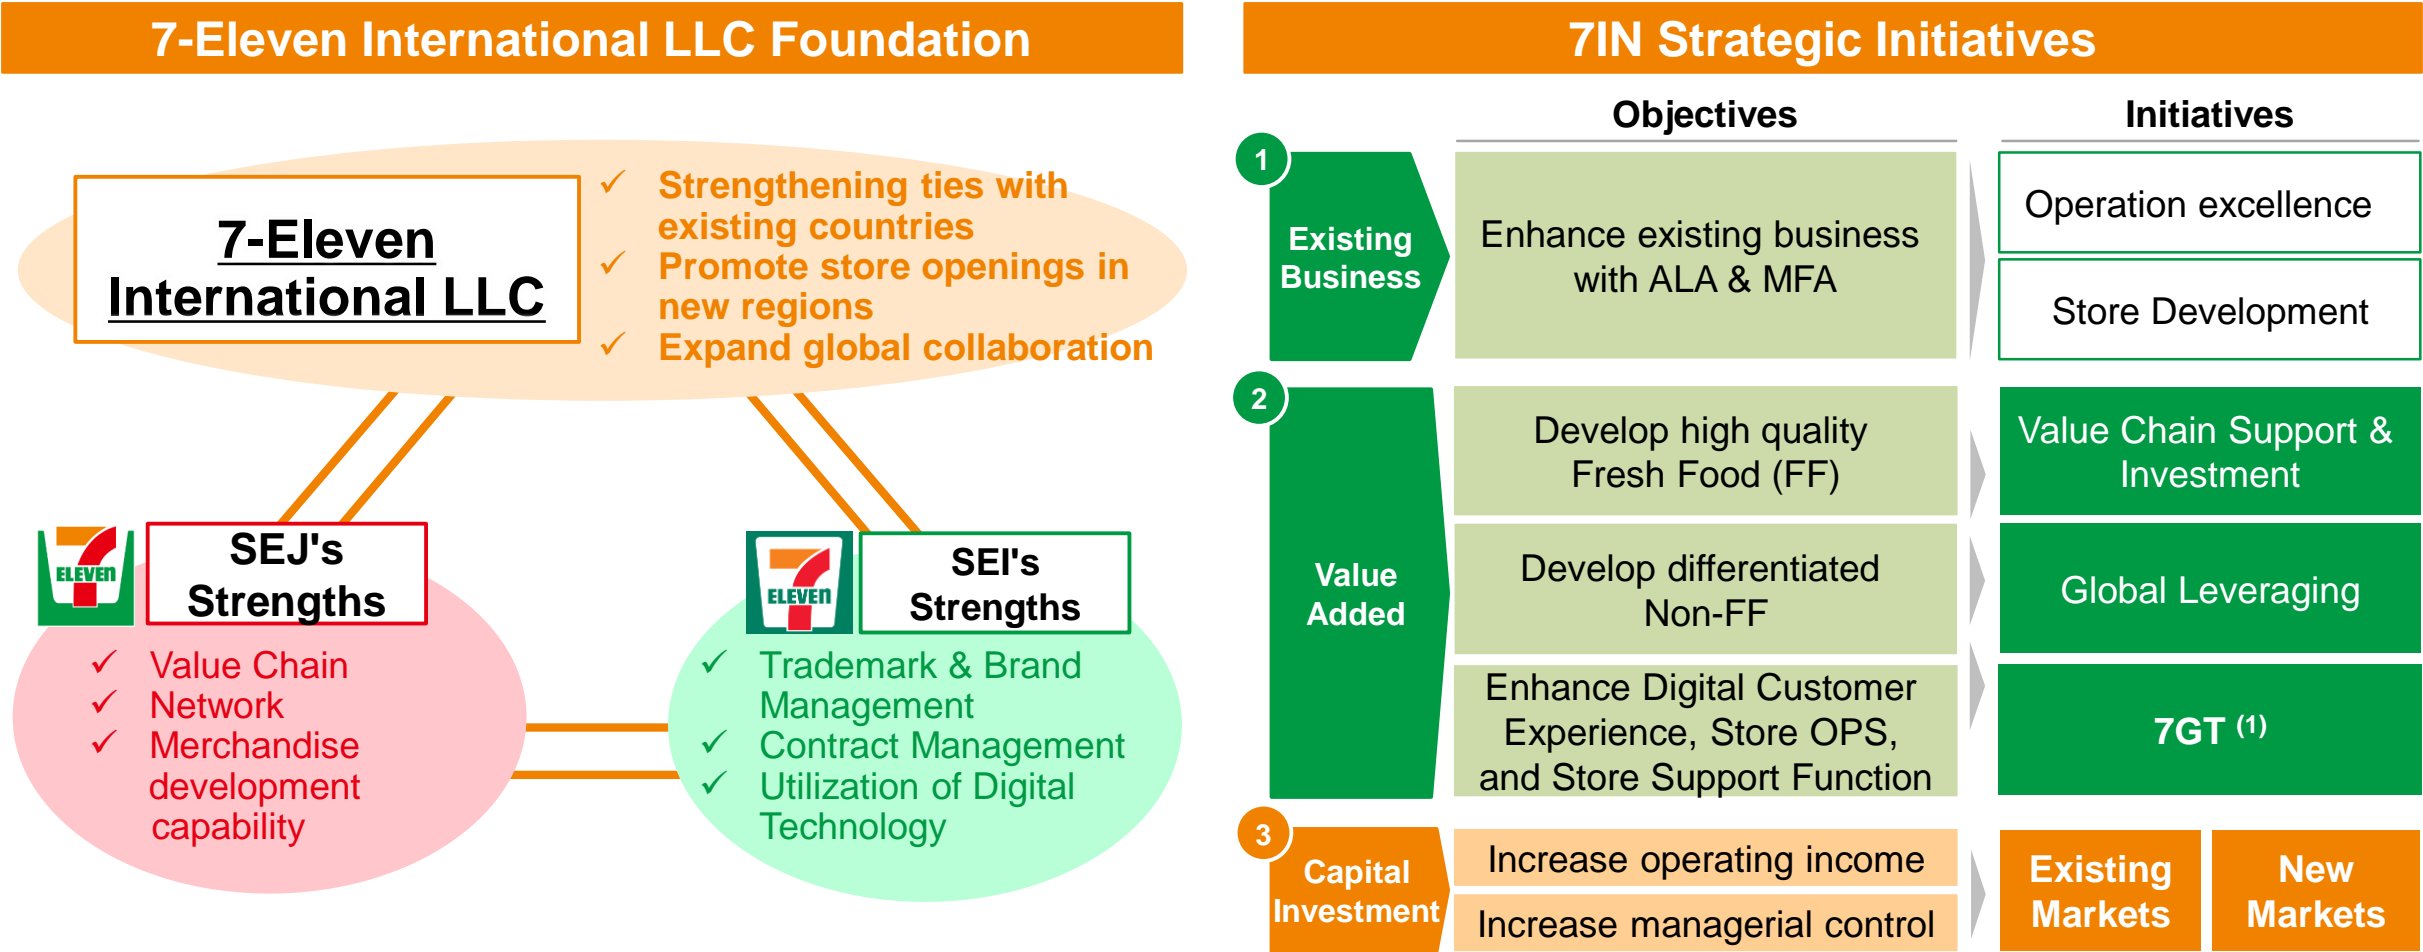 7-Eleven International LLC Foundation
7-Eleven
International LLC
✓ Strengthening ties with
existing countries
✓ Promote store openings in
new regions
✓ Expand global collaboration
7
ELEVEn
SEJ's
Strengths
✓ Value Chain
✓ Network
✓ Merchandise
development
capability
7
ELEVEn
SEI's
Strengths
✓ Trademark & Brand
Management
✓ Contract Management
✓ Utilization of Digital
Technology
7IN Strategic Initiatives
Objectives
Initiatives
1
Existing
Business
Enhance existing business
with ALA & MFA
Operation excellence
Store Development
2
Value
Added
Develop high quality
Fresh Food (FF)
Value Chain Support &
Investment
Develop differentiated
Non-FF
Global Leveraging
Enhance Digital Customer
Experience, Store OPS,
and Store Support Function
7GT (1)
3
Capital
Investment
Increase operating income
Increase managerial control
Existing
Markets
New
Markets